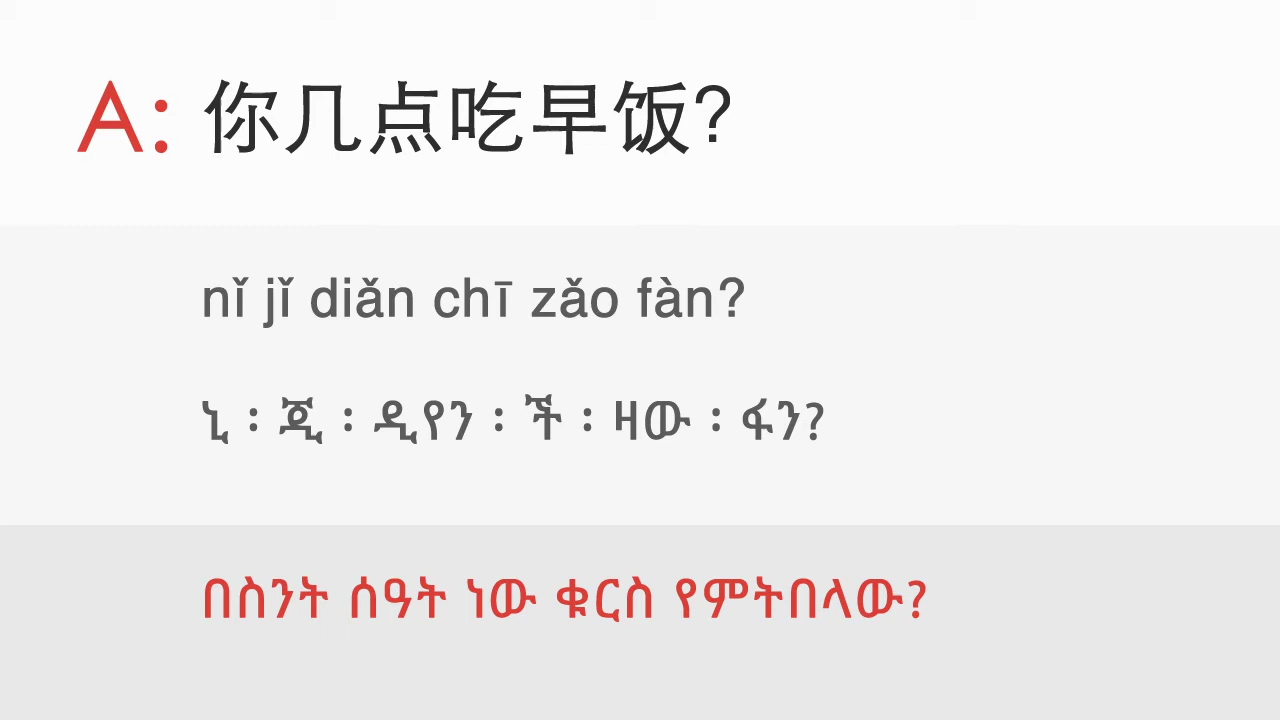 A: 你几点吃早饭?
nǐ jǐ diǎn chī zǎo fàn?
ኒ ፡ ጂ ፡ ዲየን ፡ ች ፡ ዛው ፡ ፋን?
በስንት ሰዓት ነው ቁርስ የምትበላው?